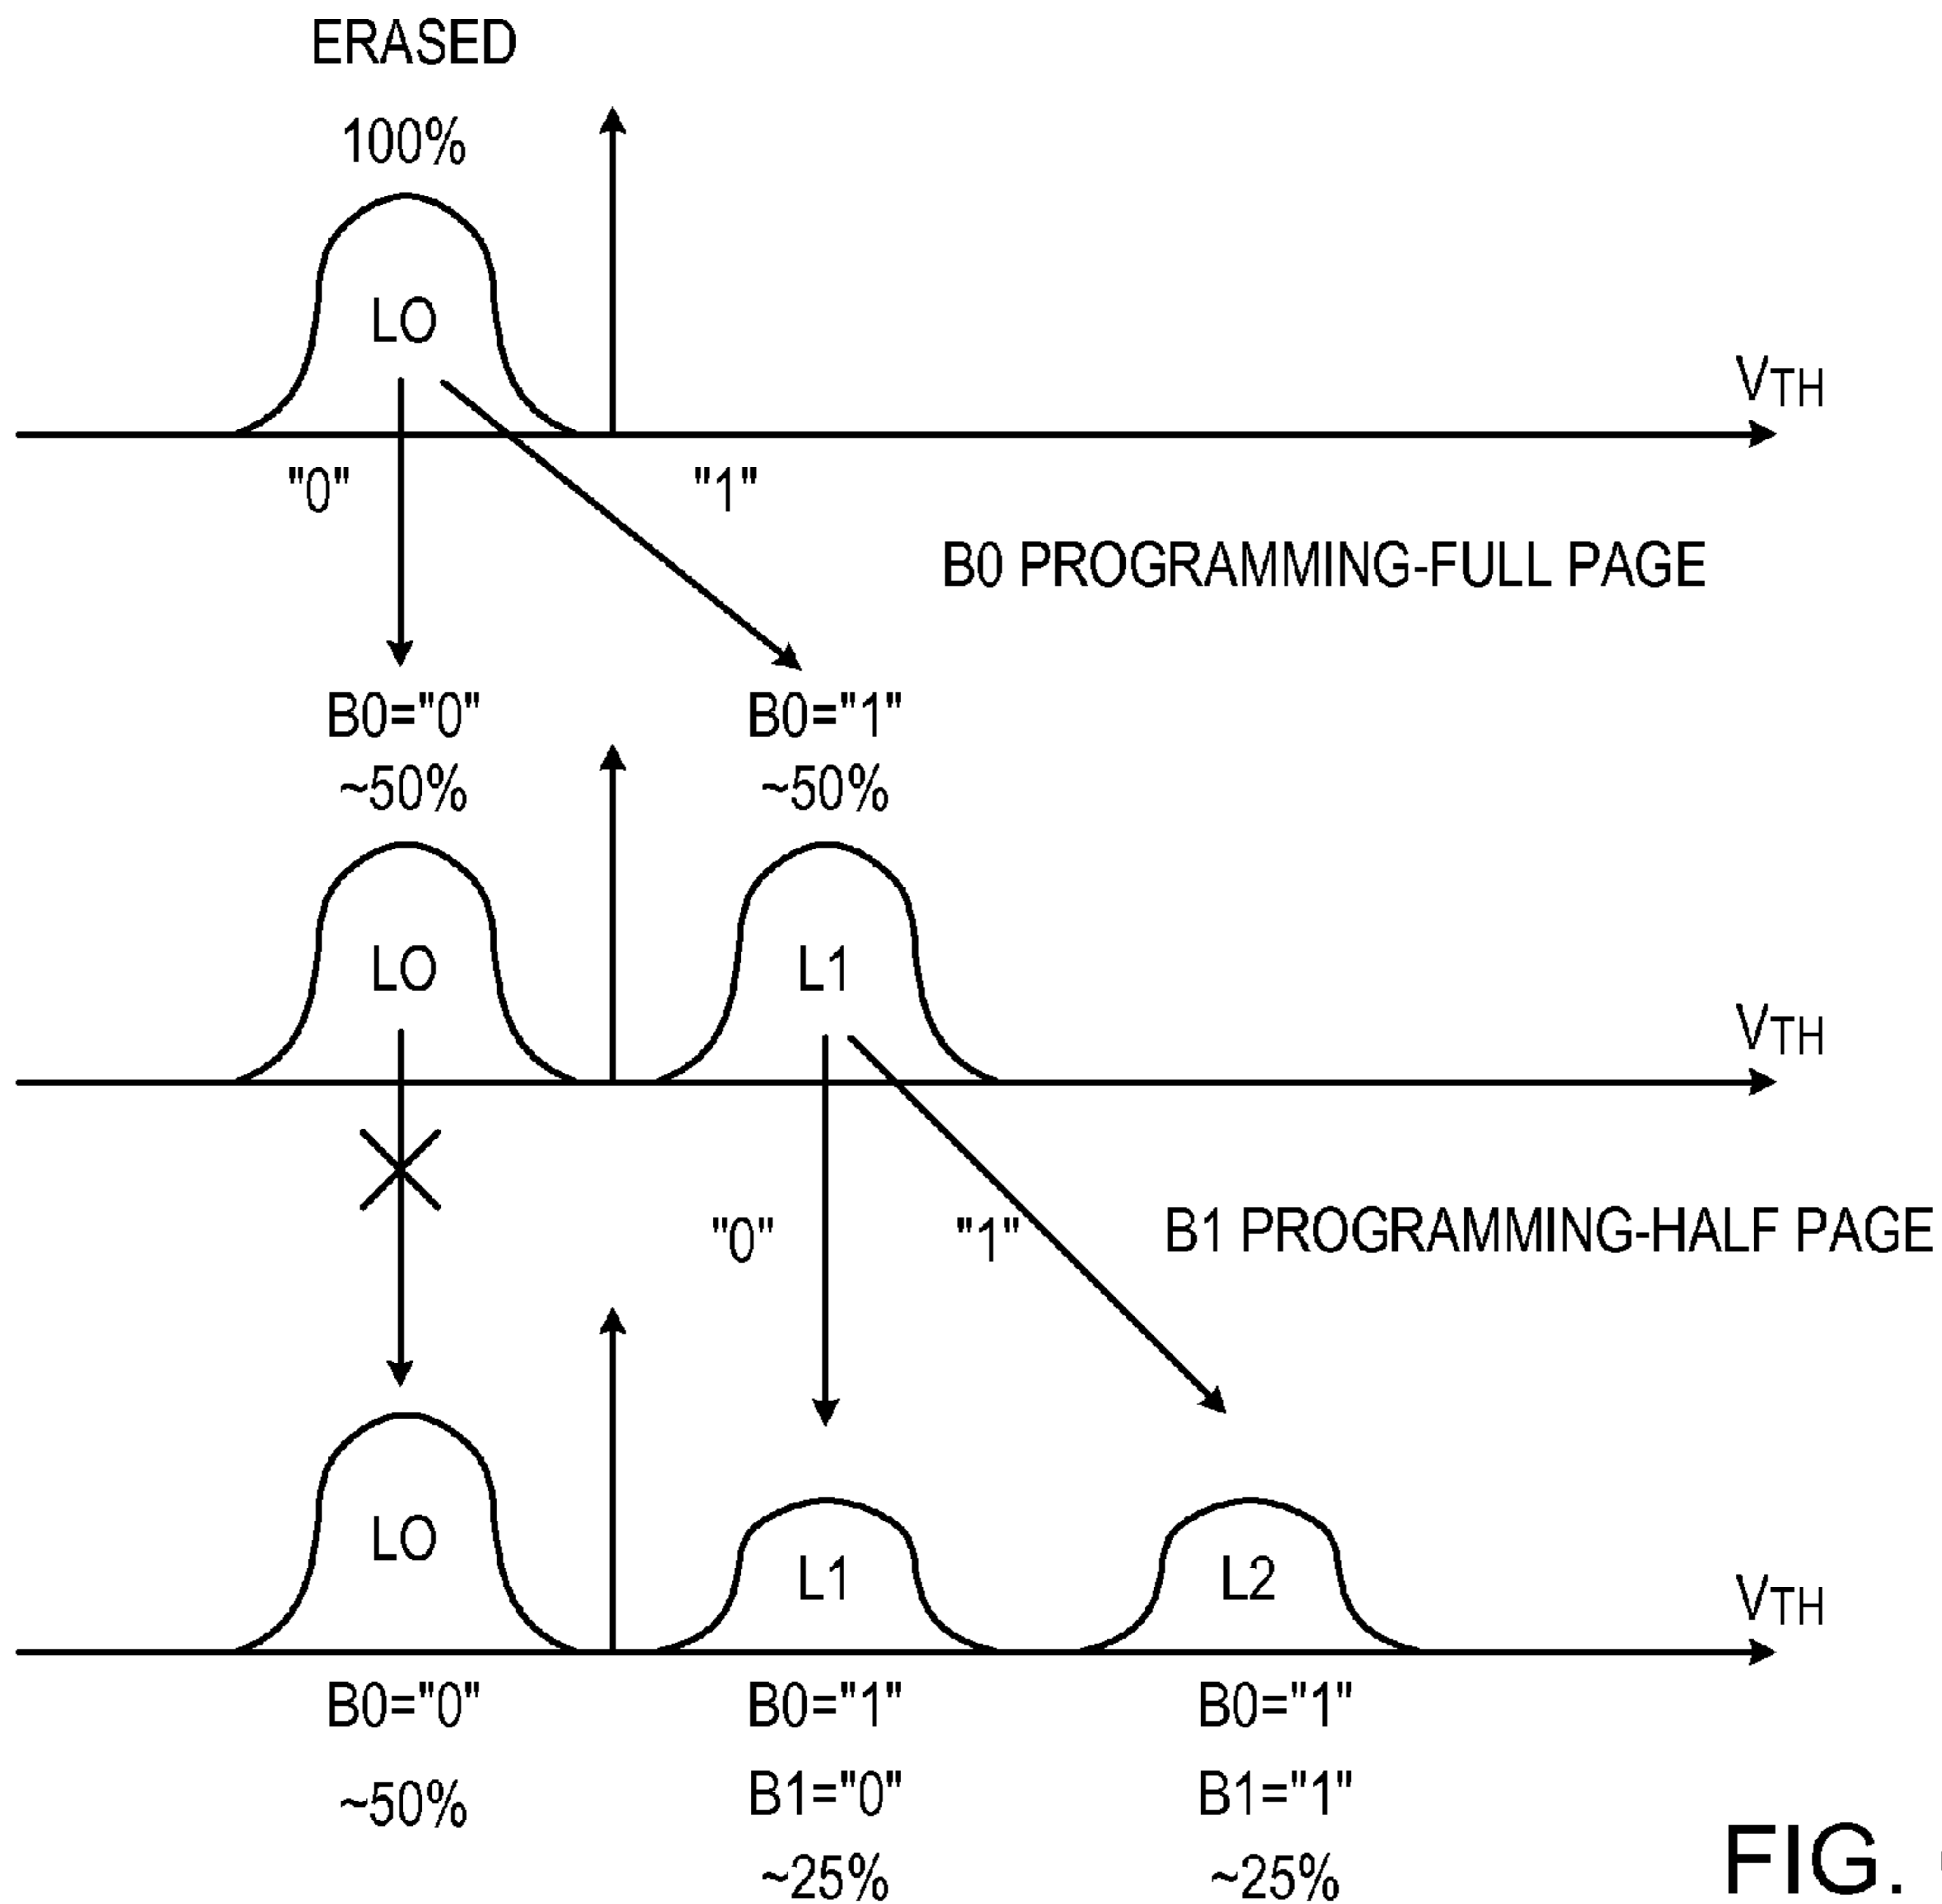 ERASED
100%
LO
VTH
"0" "1"
B0 PROGRAMMING-FULL PAGE
B0="0" B0="1"
~50% ~50%
LO L1
VTH
"0" "1" B1 PROGRAMMING-HALF PAGE
LO L1 L2
VTH
B0="0" B0="1" B0="1"
~50% B1="0" B1="1"
~25% ~25%
FIG.